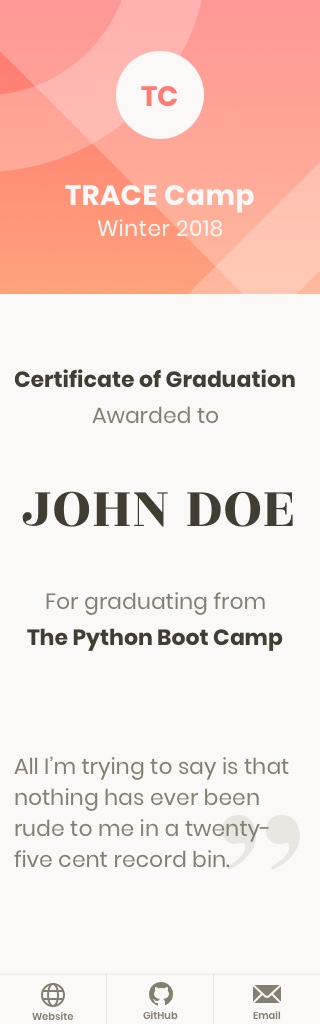 TC
TRACE Camp
Winter 2018
Certificate of Graduation
Awarded to
JOHN DOE
For graduating from
The Python Boot Camp
All I'm trying to say is that
nothing has ever been
rude to me in a twenty-
five cent record bin.
”
Website
GitHub
Email